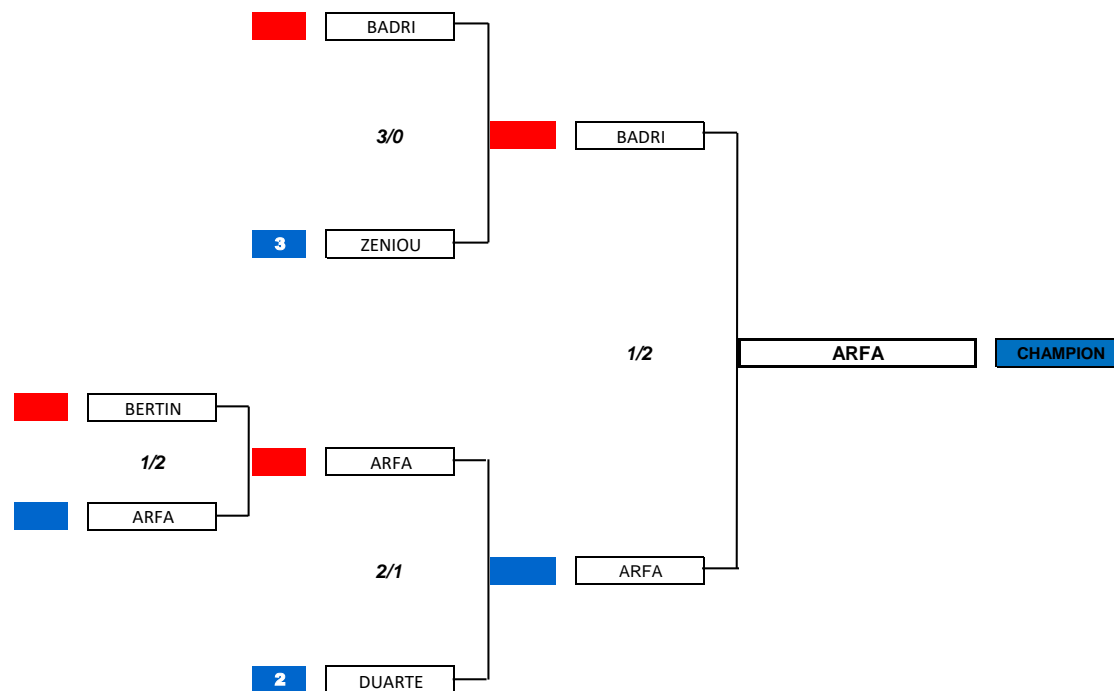 BADRI
3/0
BADRI
3
ZENIOU
1/2
ARFA
CHAMPION
BERTIN
1/2
ARFA
ARFA
2/1
ARFA
2
DUARTE